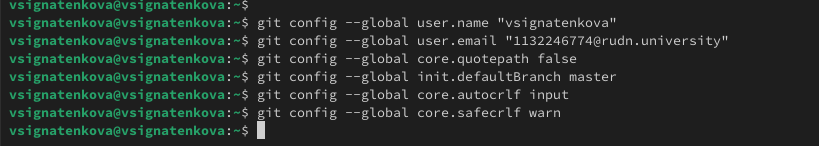 vsignatenkova@vsignatenkova:~$
vsignatenkova@vsignatenkova:~$ git config --global user.name "vsignatenkova"
vsignatenkova@vsignatenkova:~$ git config --global user.email "1132246774@rudn.university"
vsignatenkova@vsignatenkova:~$ git config --global core.quotepath false
vsignatenkova@vsignatenkova:~$ git config --global init.defaultBranch master
vsignatenkova@vsignatenkova:~$ git config --global core.autocrlf input
vsignatenkova@vsignatenkova:~$ git config --global core.safecrlf warn
vsignatenkova@vsignatenkova:~$